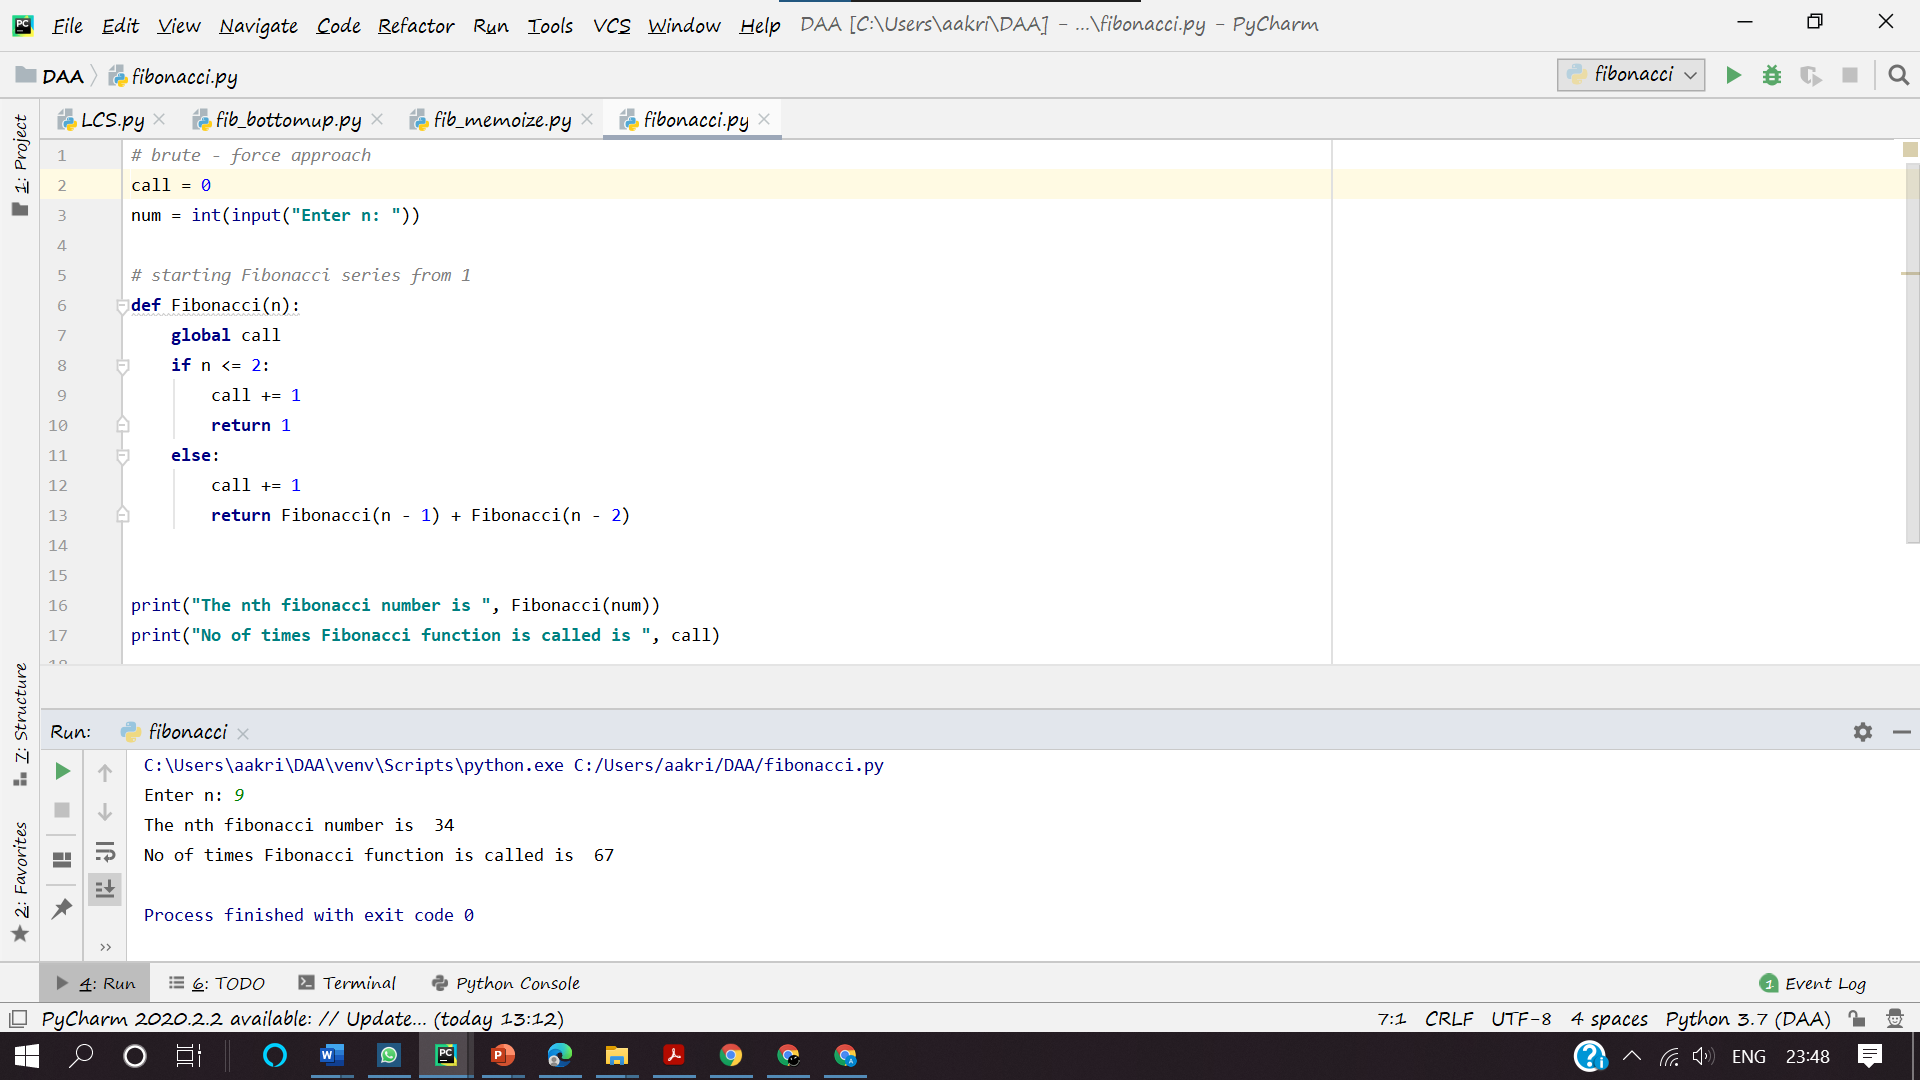 File Edit View Navigate Code Refactor Run Tools VCS Window Help DAA [C:\Users\aakri\DAA] - ...\fibonacci.py - PyCharm
DAA fibonacci.py
fibonacci
LCS.py fib_bottomup.py fib_memoize.py fibonacci.py
1: Project
1 # brute - force approach
2 call = 0
3 num = int(input("Enter n: "))
4
5 # starting Fibonacci series from 1
6 def Fibonacci(n):
7 global call
8 if n <= 2:
9 call += 1
10 return 1
11 else:
12 call += 1
13 return Fibonacci(n - 1) + Fibonacci(n - 2)
14
15
16 print("The nth fibonacci number is ", Fibonacci(num))
17 print("No of times Fibonacci function is called is ", call)
7: Structure
2: Favorites
Run: fibonacci
C:\Users\aakri\DAA\venv\Scripts\python.exe C:/Users/aakri/DAA/fibonacci.py
Enter n: 9
The nth fibonacci number is  34
No of times Fibonacci function is called is  67
Process finished with exit code 0
4: Run 6: TODO Terminal Python Console 1 Event Log
PyCharm 2020.2.2 available: // Update... (today 13:12) 7:1 CRLF UTF-8 4 spaces Python 3.7 (DAA)
ENG 23:48